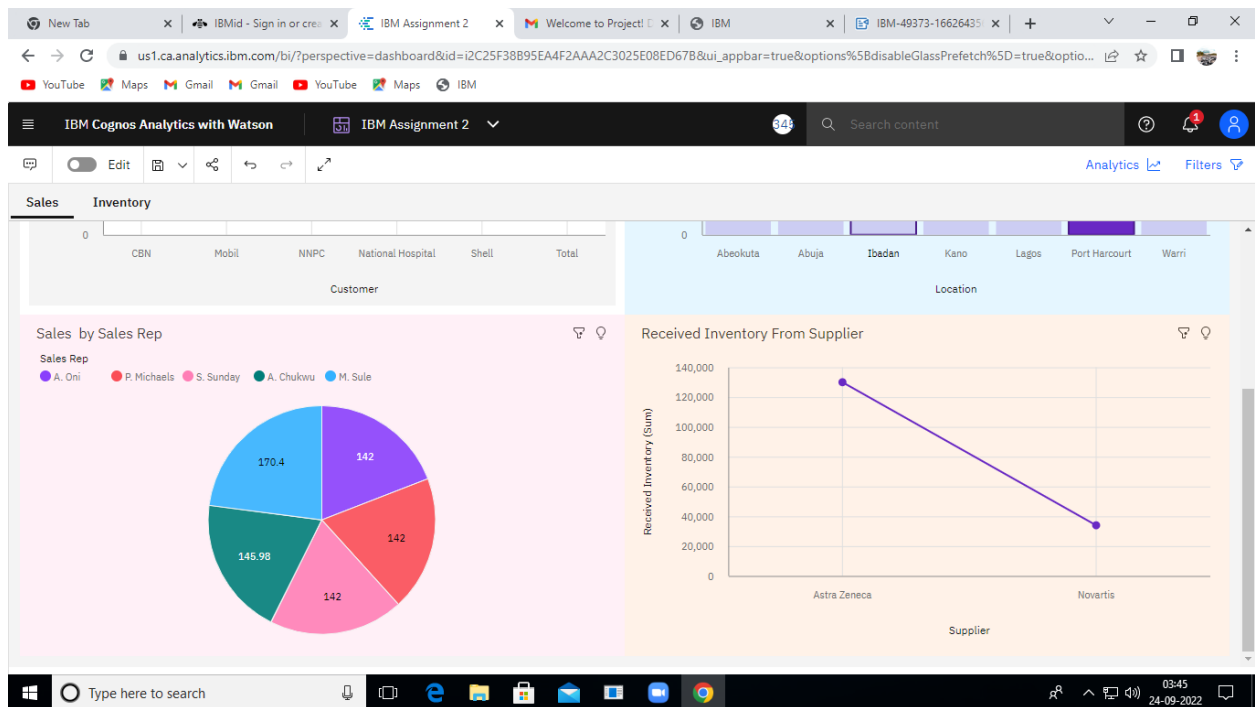 New Tab
IBMid - Sign in or crea
IBM Assignment 2
Welcome to Project! D
IBM
IBM-49373-16626435
us1.ca.analytics.ibm.com/bi/?perspective=dashboard&id=i2C25F38B95EA4F2AAA2C3025E08ED67B&ui_appbar=true&options%5BdisableGlassPrefetch%5D=true&optio...
YouTube Maps Gmail Gmail YouTube Maps IBM
IBM Cognos Analytics with Watson
IBM Assignment 2
345
Search content
1
Edit
Analytics
Filters
Sales Inventory
0
CBN Mobil NNPC National Hospital Shell Total
Customer
0
Abeokuta Abuja Ibadan Kano Lagos Port Harcourt Warri
Location
Sales by Sales Rep
Sales Rep
A. Oni P. Michaels S. Sunday A. Chukwu M. Sule
170.4
142
142
145.98
142
Received Inventory From Supplier
Received Inventory (Sum)
140,000
120,000
100,000
80,000
60,000
40,000
20,000
0
Astra Zeneca Novartis
Supplier
Type here to search
03:45
24-09-2022